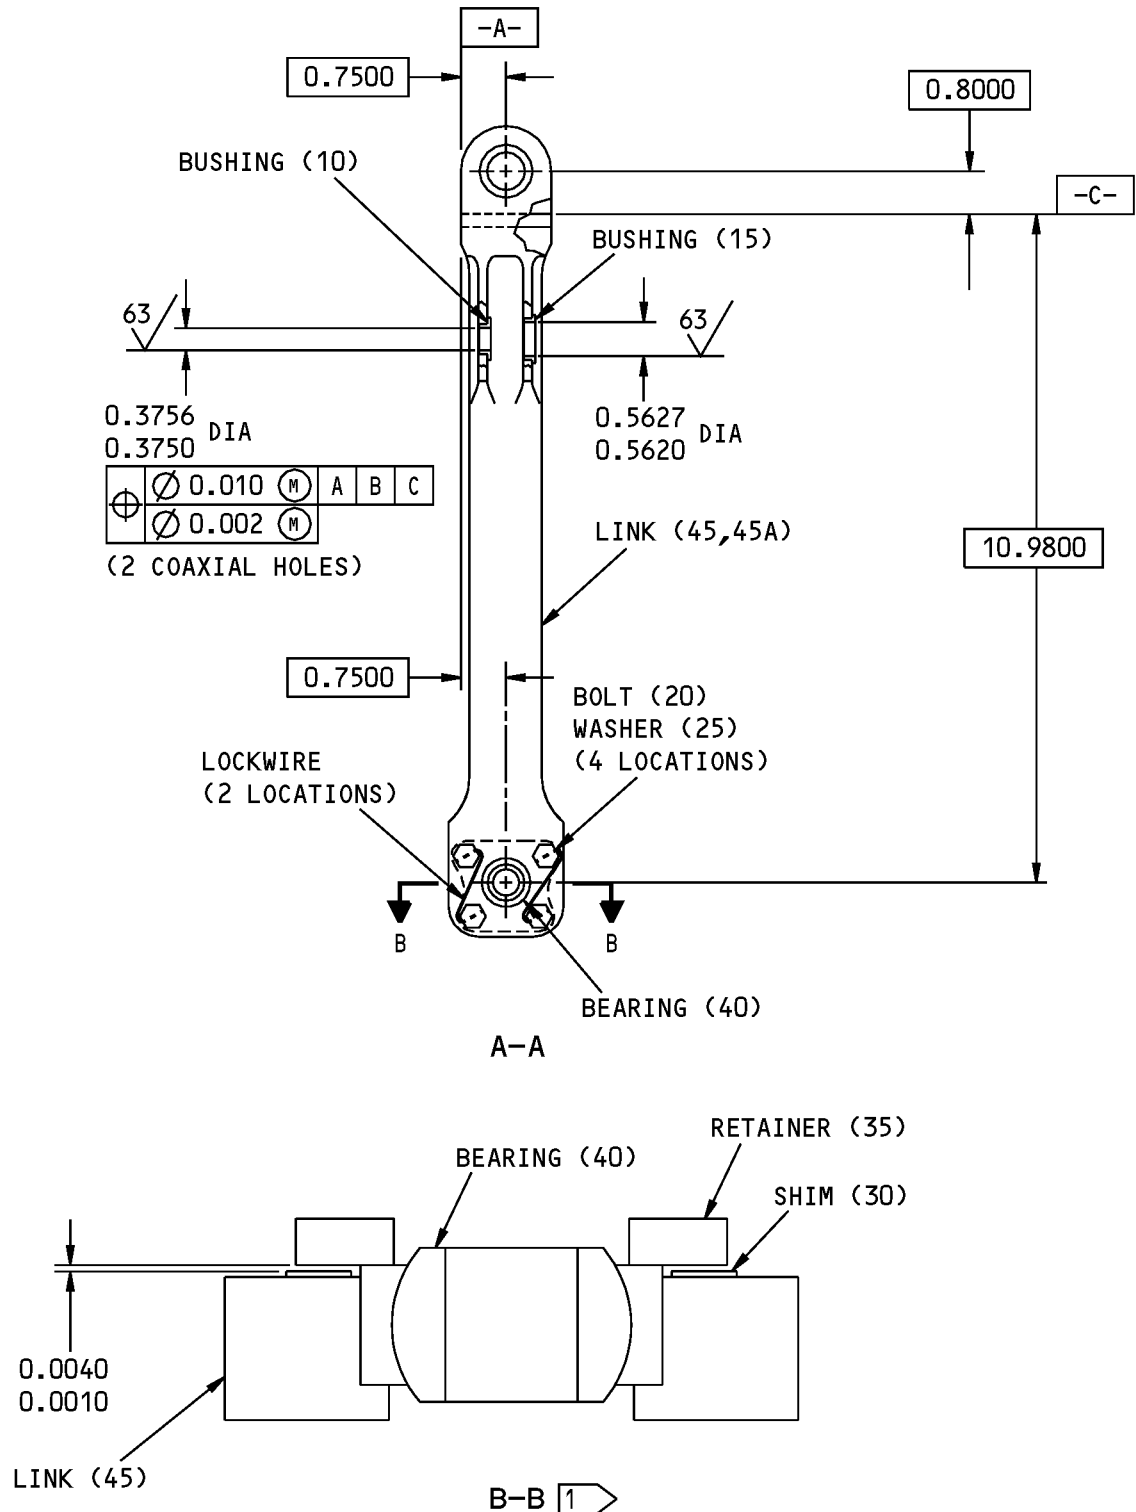 -A-
0.7500
0.8000
BUSHING (10)
-C-
BUSHING (15)
63
63
0.3756
0.3750 DIA
0.5627
0.5620 DIA
⌖ ⌀ 0.010 Ⓜ A B C
⌀ 0.002 Ⓜ
(2 COAXIAL HOLES)
LINK (45,45A)
10.9800
0.7500
BOLT (20)
WASHER (25)
(4 LOCATIONS)
LOCKWIRE
(2 LOCATIONS)
B B
BEARING (40)
A-A
RETAINER (35)
BEARING (40)
SHIM (30)
0.0040
0.0010
LINK (45)
B-B 1